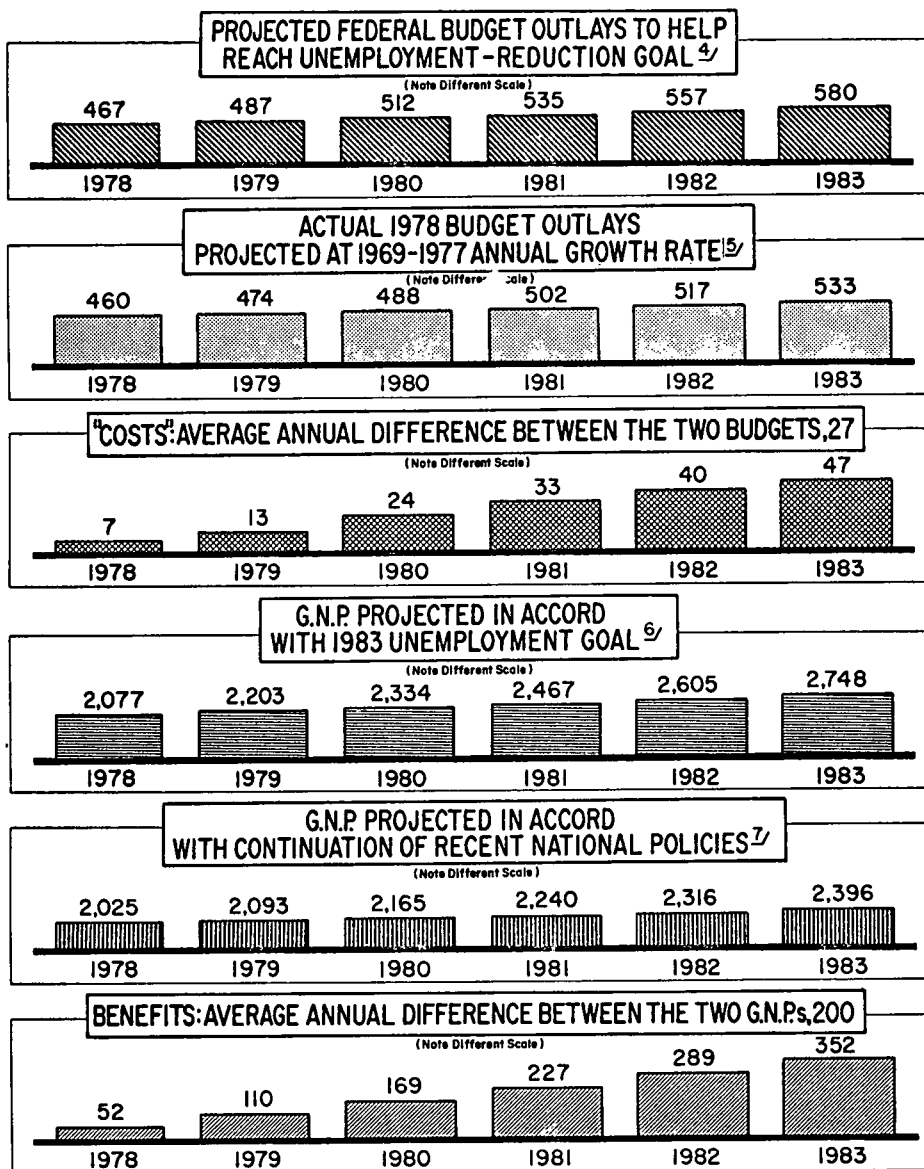 PROJECTED FEDERAL BUDGET OUTLAYS TO HELP
REACH UNEMPLOYMENT-REDUCTION GOAL 4/
(Note Different Scale)
467 487 512 535 557 580
1978 1979 1980 1981 1982 1983
ACTUAL 1978 BUDGET OUTLAYS
PROJECTED AT 1969-1977 ANNUAL GROWTH RATE 5/
(Note Different Scale)
460 474 488 502 517 533
1978 1979 1980 1981 1982 1983
"COSTS": AVERAGE ANNUAL DIFFERENCE BETWEEN THE TWO BUDGETS, 27
(Note Different Scale)
7 13 24 33 40 47
1978 1979 1980 1981 1982 1983
G.N.P. PROJECTED IN ACCORD
WITH 1983 UNEMPLOYMENT GOAL 6/
(Note Different Scale)
2,077 2,203 2,334 2,467 2,605 2,748
1978 1979 1980 1981 1982 1983
G.N.P. PROJECTED IN ACCORD
WITH CONTINUATION OF RECENT NATIONAL POLICIES 7/
(Note Different Scale)
2,025 2,093 2,165 2,240 2,316 2,396
1978 1979 1980 1981 1982 1983
BENEFITS: AVERAGE ANNUAL DIFFERENCE BETWEEN THE TWO G.N.P.s, 200
(Note Different Scale)
52 110 169 227 289 352
1978 1979 1980 1981 1982 1983